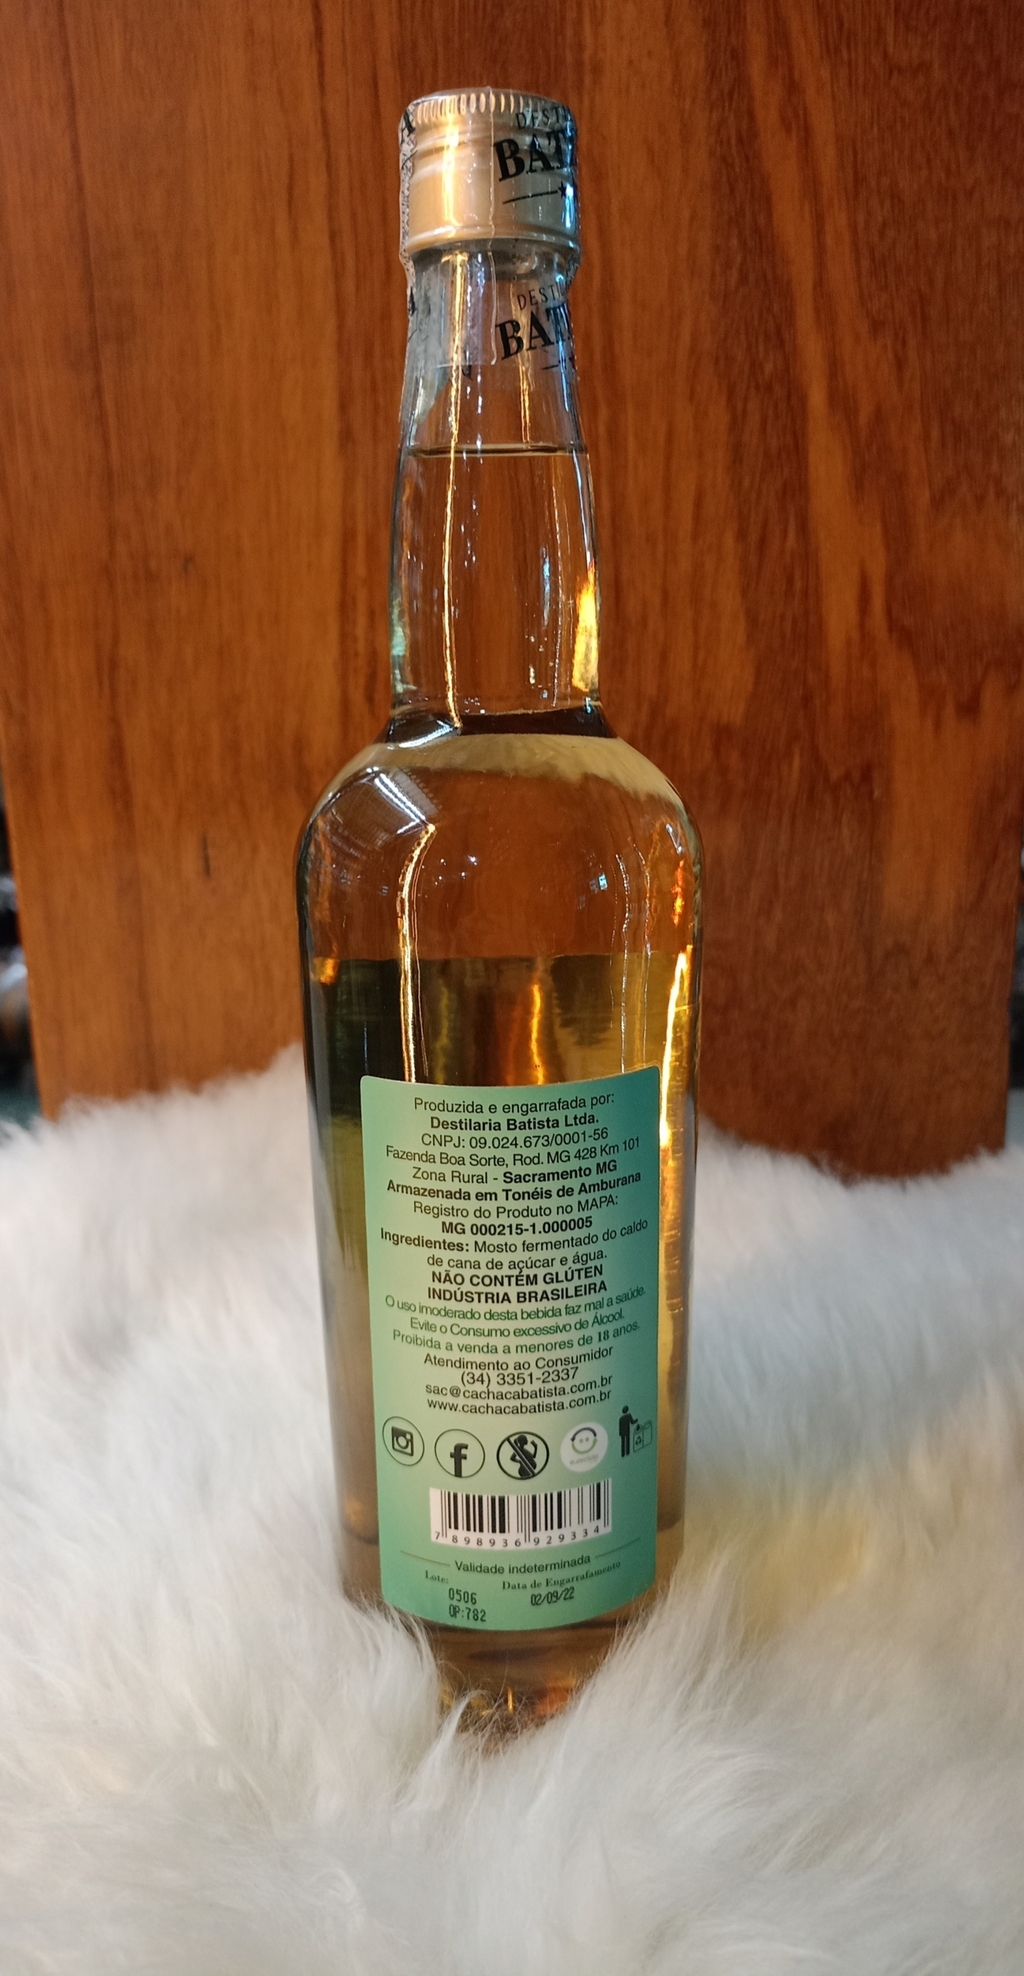 DEST
BAT
DEST
BAT
Produzida e engarrafada por:
Destilaria Batista Ltda.
CNPJ: 09.024.673/0001-56
Fazenda Boa Sorte, Rod. MG 428 Km 101
Zona Rural - Sacramento MG
Armazenada em Tonéis de Amburana
Registro do Produto no MAPA:
MG 000215-1.000005
Ingredientes: Mosto fermentado do caldo
de cana de açúcar e água.
NÃO CONTÉM GLÚTEN
INDÚSTRIA BRASILEIRA
O uso imoderado desta bebida faz mal a saúde.
Evite o Consumo excessivo de Álcool.
Proibida a venda a menores de 18 anos.
Atendimento ao Consumidor
(34) 3351-2337
sac@cachacabatista.com.br
www.cachacabatista.com.br
7 898936 929334
Validade indeterminada
Lote: Data de Engarrafamento
0506 02/09/22
OP:782